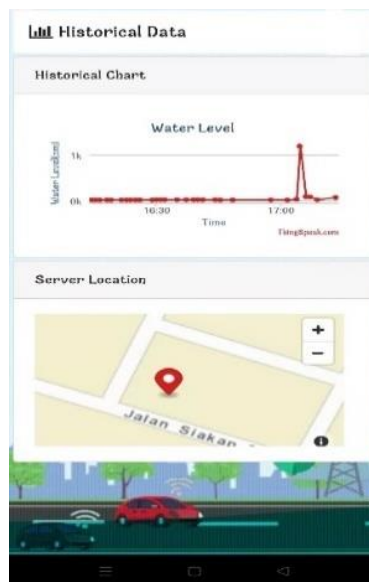 Historical Data
Historical Chart
Water Level
Water Level(cm)
1k
0k
16:30
17:00
Time
ThingSpeak.com
Server Location
+
−
Jalan Siakap